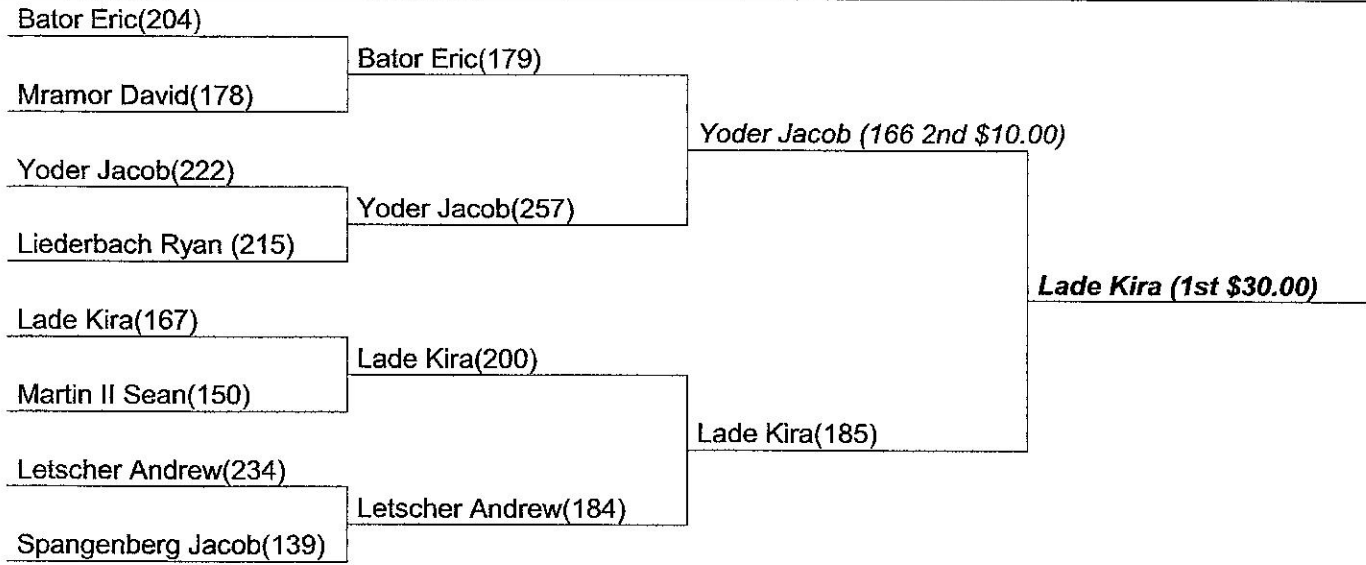 Bator Eric(204)
Mramor David(178)
Yoder Jacob(222)
Liederbach Ryan (215)
Lade Kira(167)
Martin II Sean(150)
Letscher Andrew(234)
Spangenberg Jacob(139)
Bator Eric(179)
Yoder Jacob(257)
Lade Kira(200)
Letscher Andrew(184)
Yoder Jacob (166 2nd $10.00)
Lade Kira(185)
Lade Kira (1st $30.00)